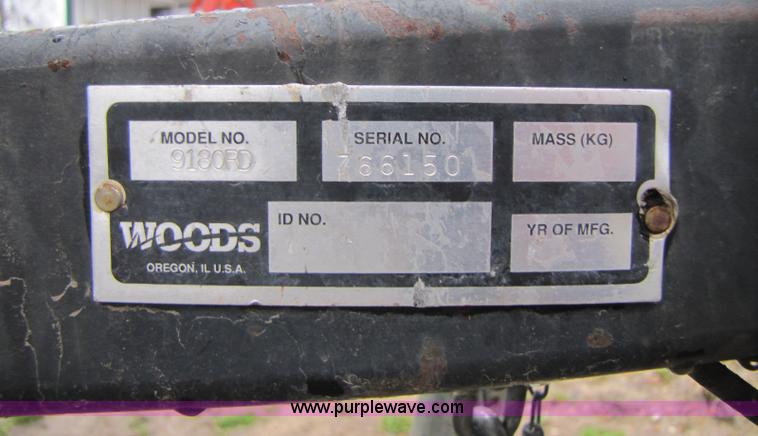 MODEL NO.
9180RD
SERIAL NO.
766150
MASS (KG)
WOODS
OREGON, IL U.S.A.
ID NO.
YR OF MFG.
www.purplewave.com